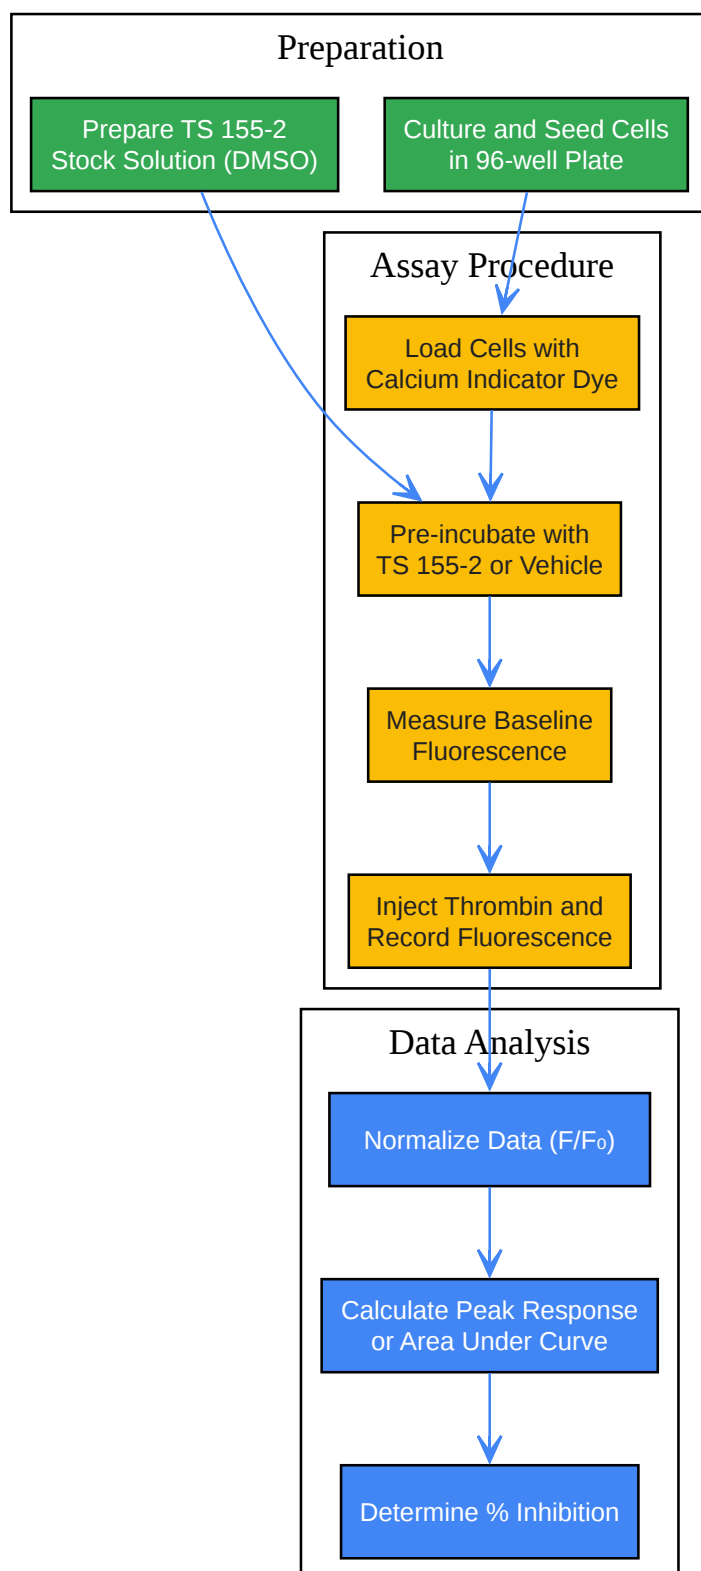 Preparation
Prepare TS 155-2
Stock Solution (DMSO)
Culture and Seed Cells
in 96-well Plate
Assay Procedure
Load Cells with
Calcium Indicator Dye
Pre-incubate with
TS 155-2 or Vehicle
Measure Baseline
Fluorescence
Inject Thrombin and
Record Fluorescence
Data Analysis
Normalize Data (F/F₀)
Calculate Peak Response
or Area Under Curve
Determine % Inhibition